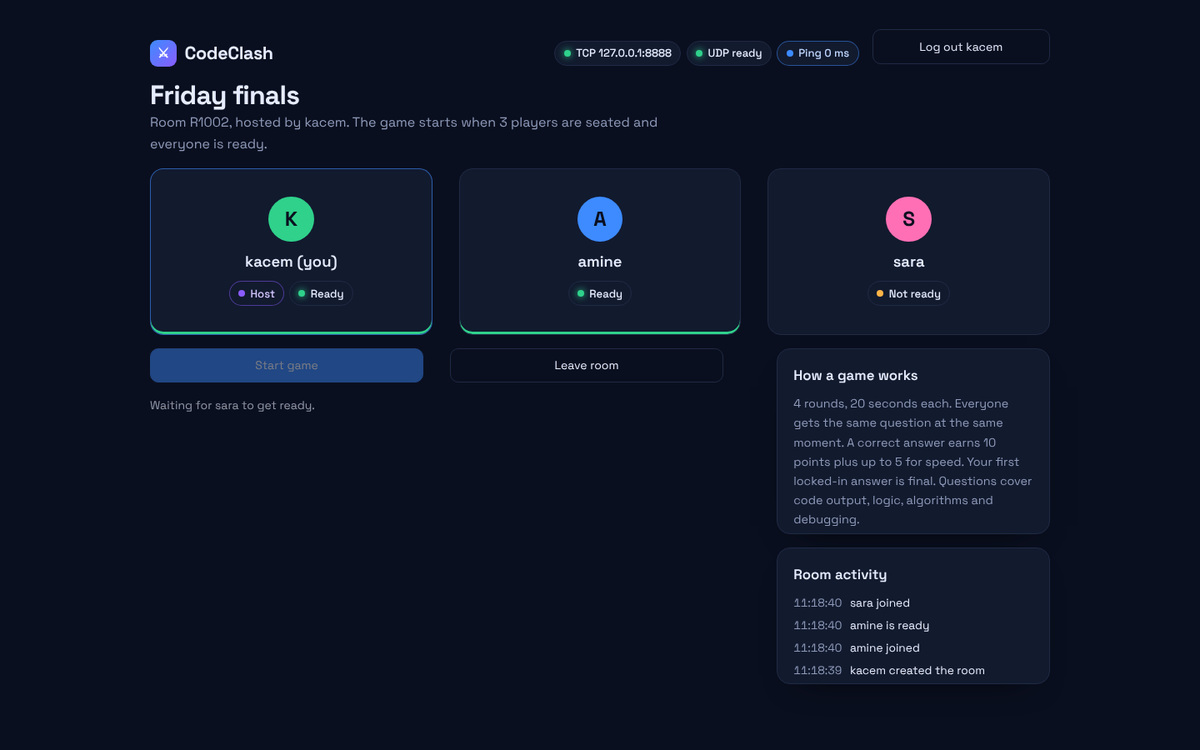 CodeClash
TCP 127.0.0.1:8888
UDP ready
Ping 0 ms
Log out kacem
Friday finals
Room R1002, hosted by kacem. The game starts when 3 players are seated and
everyone is ready.
K
kacem (you)
Host
Ready
A
amine
Ready
S
sara
Not ready
Start game
Leave room
Waiting for sara to get ready.
How a game works
4 rounds, 20 seconds each. Everyone
gets the same question at the same
moment. A correct answer earns 10
points plus up to 5 for speed. Your first
locked-in answer is final. Questions cover
code output, logic, algorithms and
debugging.
Room activity
11:18:40 sara joined
11:18:40 amine is ready
11:18:40 amine joined
11:18:39 kacem created the room